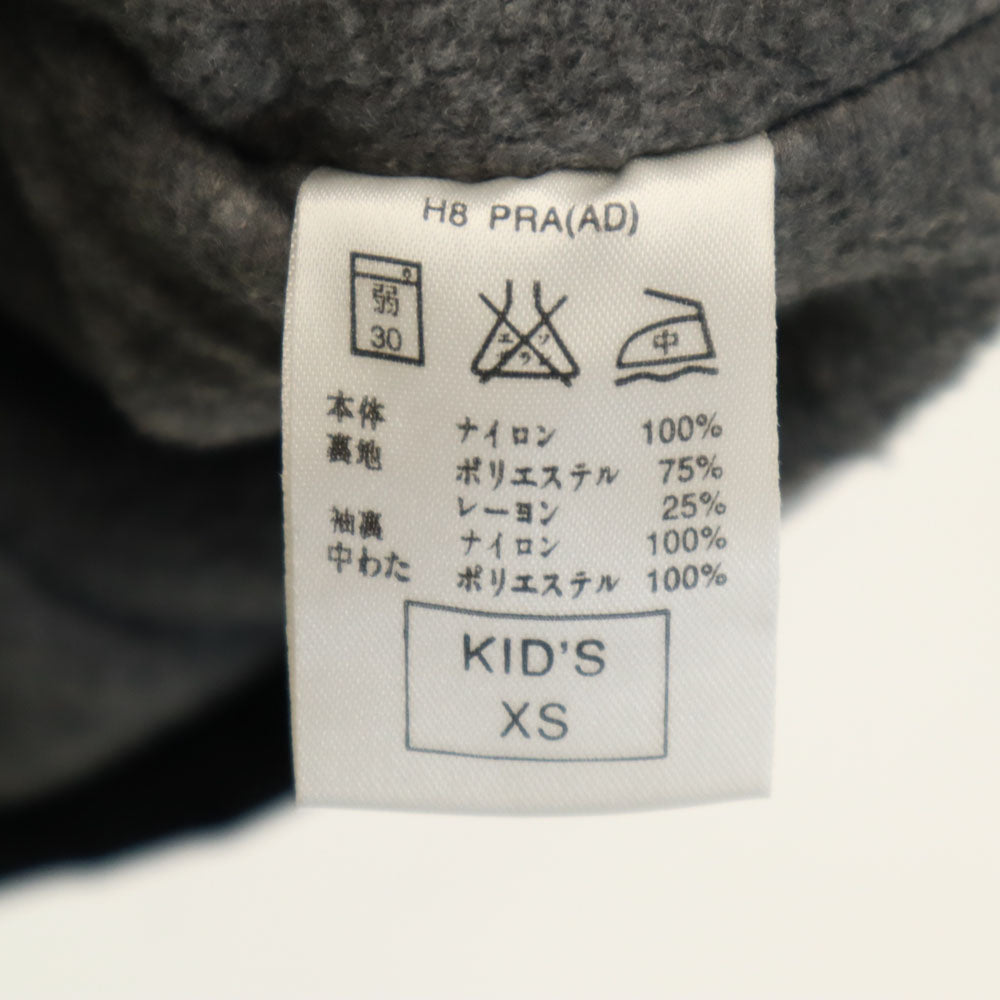 H8 PRA(AD)
弱
30
エンソ
中
本体 ナイロン 100%
裏地 ポリエステル 75%
レーヨン 25%
袖裏 ナイロン 100%
中わた ポリエステル 100%
KID'S
XS